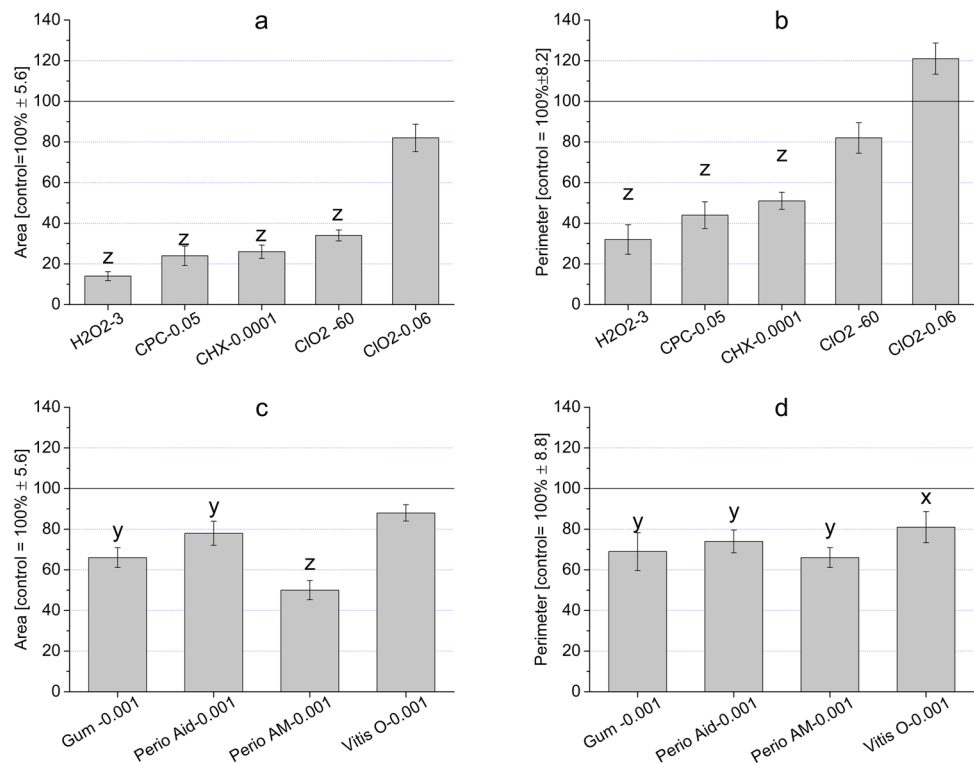 a
Area [control=100% ± 5.6]
140
120
100
80
60
40
20
0
z
z
z
z
H2O2-3
CPC-0.05
CHX-0.0001
ClO2 -60
ClO2-0.06
b
Perimeter [control = 100%±8.2]
140
120
100
80
60
40
20
0
z
z
z
H2O2-3
CPC-0.05
CHX-0.0001
ClO2 -60
ClO2-0.06
c
Area [control = 100% ± 5.6]
140
120
100
80
60
40
20
0
y
y
z
Gum -0.001
Perio Aid-0.001
Perio AM-0.001
Vitis O-0.001
d
Perimeter [control= 100% ± 8.8]
140
120
100
80
60
40
20
0
y
y
y
x
Gum -0.001
Perio Aid-0.001
Perio AM-0.001
Vitis O-0.001